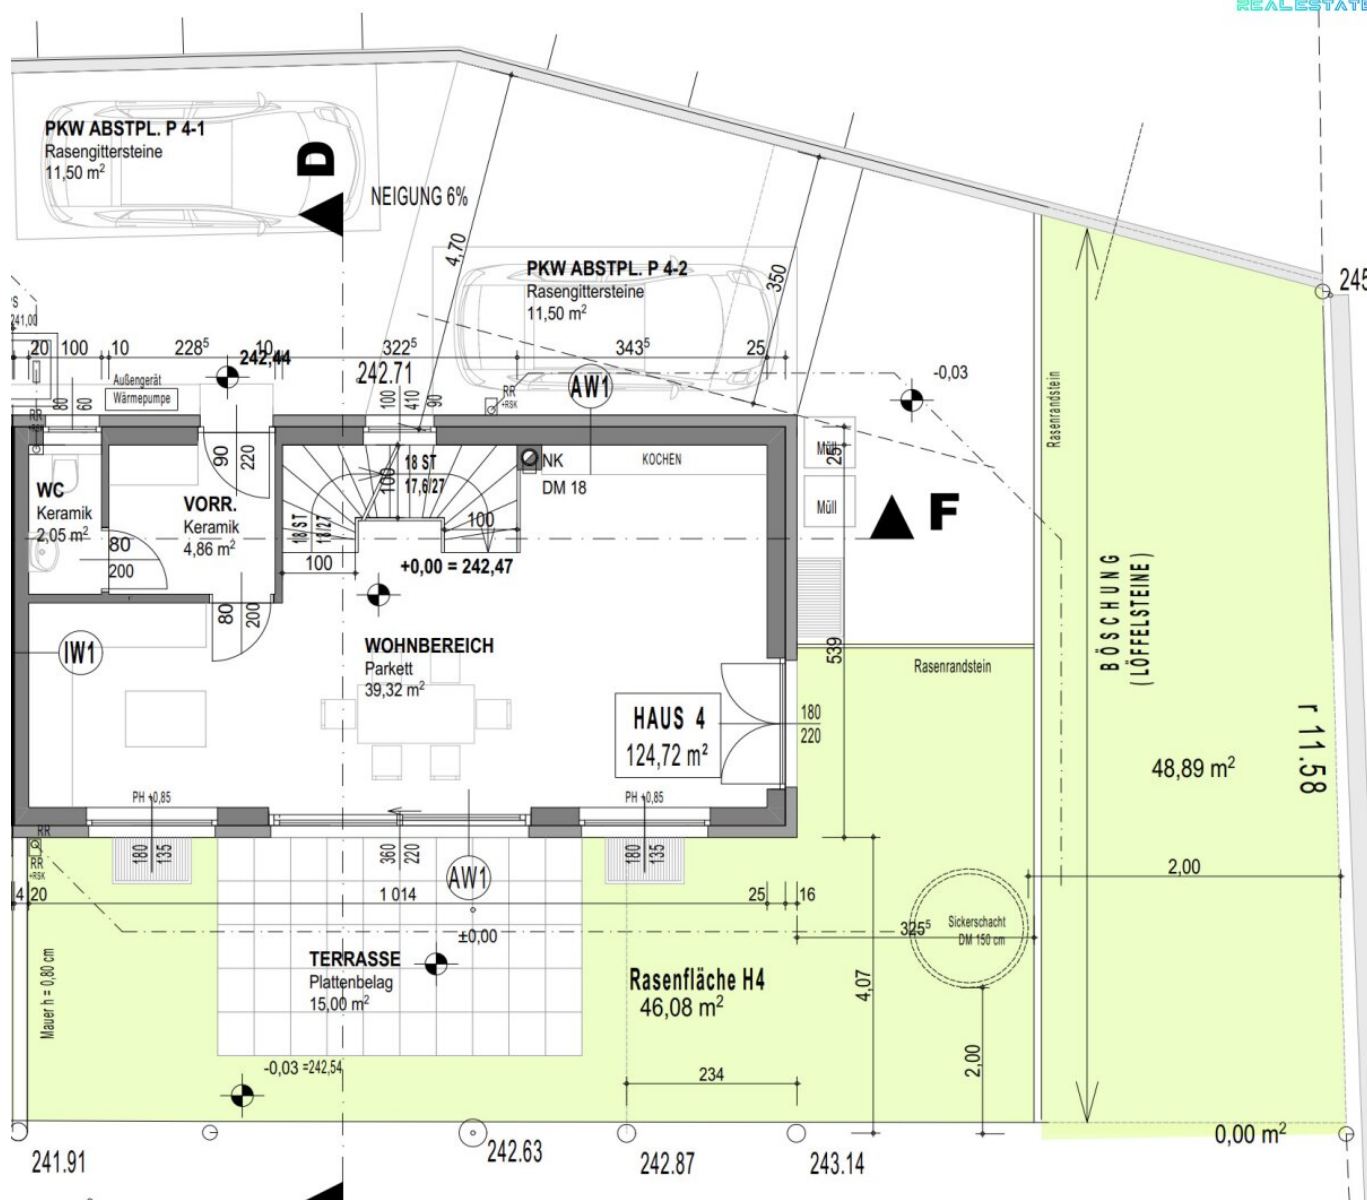 REALESTATE
PKW ABSTPL. P 4-1
Rasengittersteine
11,50 m²
D
NEIGUNG 6%
4,70
PKW ABSTPL. P 4-2
Rasengittersteine
11,50 m²
350
245
241,00
20
100
10
228⁵
10
242,44
322⁵
242.71
343⁵
25
-0,03
Außengerät
Wärmepumpe
AW1
RR
+RSK
RR
80
60
90
220
100
410
90
Rasenrandstein
WC
Keramik
2,05 m²
VORR.
Keramik
4,86 m²
18 ST
17,6/27
100
NK
DM 18
KOCHEN
Müll
25
Müll
F
80
200
18 ST
18/27
100
100
+0,00 = 242,47
80
200
IW1
WOHNBEREICH
Parkett
39,32 m²
539
Rasenrandstein
BÖSCHUNG
(LÖFFELSTEINE)
HAUS 4
124,72 m²
180
220
r 11.58
48,89 m²
PH +0,85
PH +0,85
RR
RR
+RSK
180
135
360
220
180
135
AW1
2,00
4
20
1 014
25
16
±0,00
325⁵
Sickerschacht
DM 150 cm
Mauer h = 0,80 cm
TERRASSE
Plattenbelag
15,00 m²
Rasenfläche H4
46,08 m²
4,07
2,00
-0,03 =242,54
234
0,00 m²
241.91
242.63
242.87
243.14